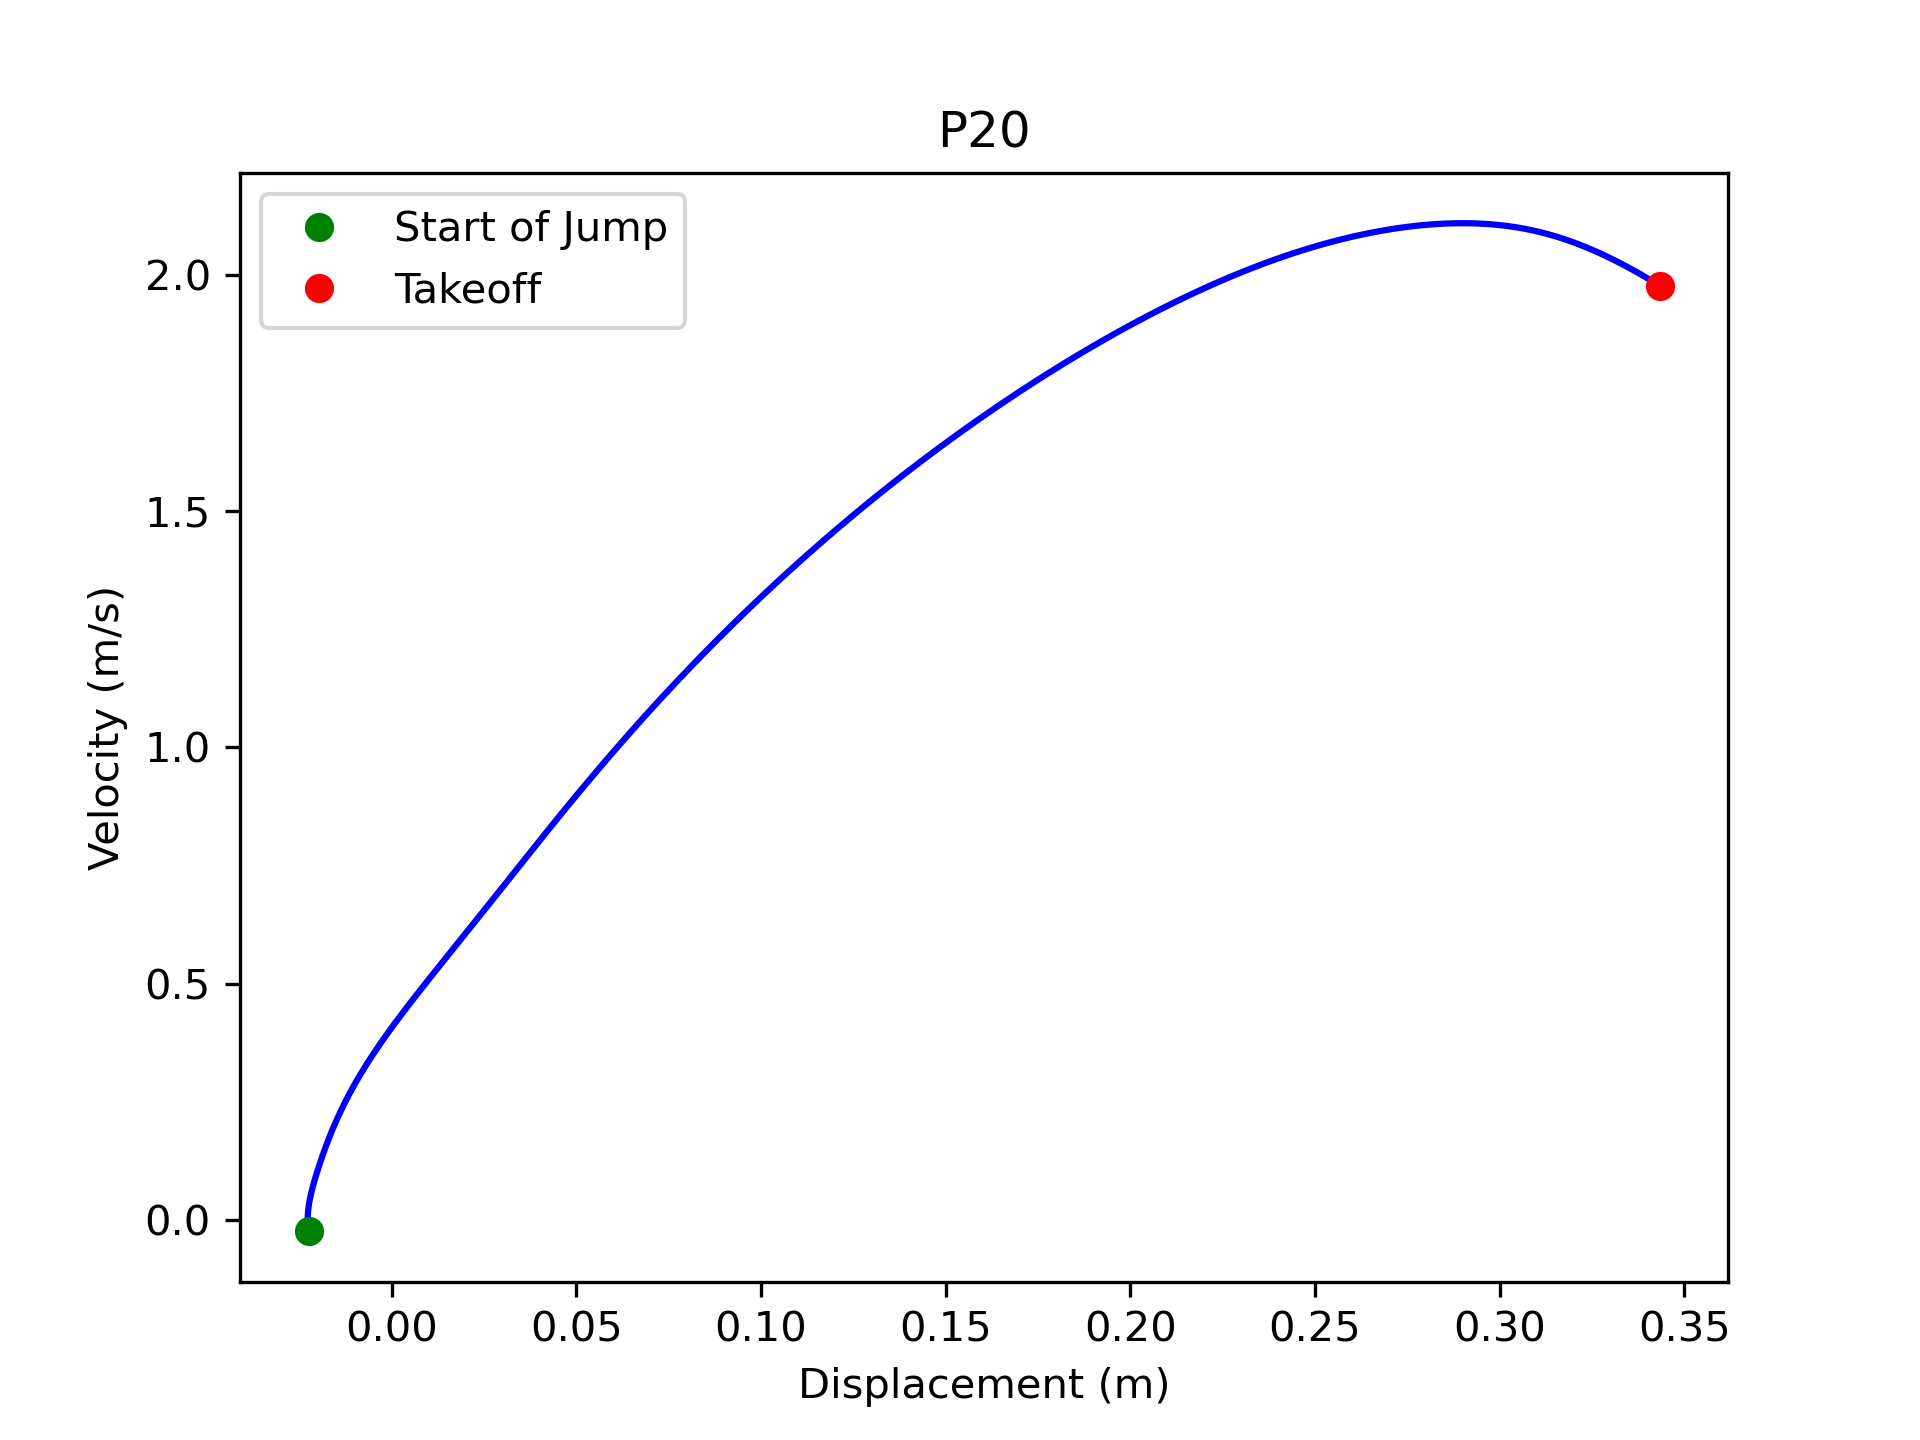 P20
Start of Jump
Takeoff
Velocity (m/s)
2.0
1.5
1.0
0.5
0.0
0.00 0.05 0.10 0.15 0.20 0.25 0.30 0.35
Displacement (m)